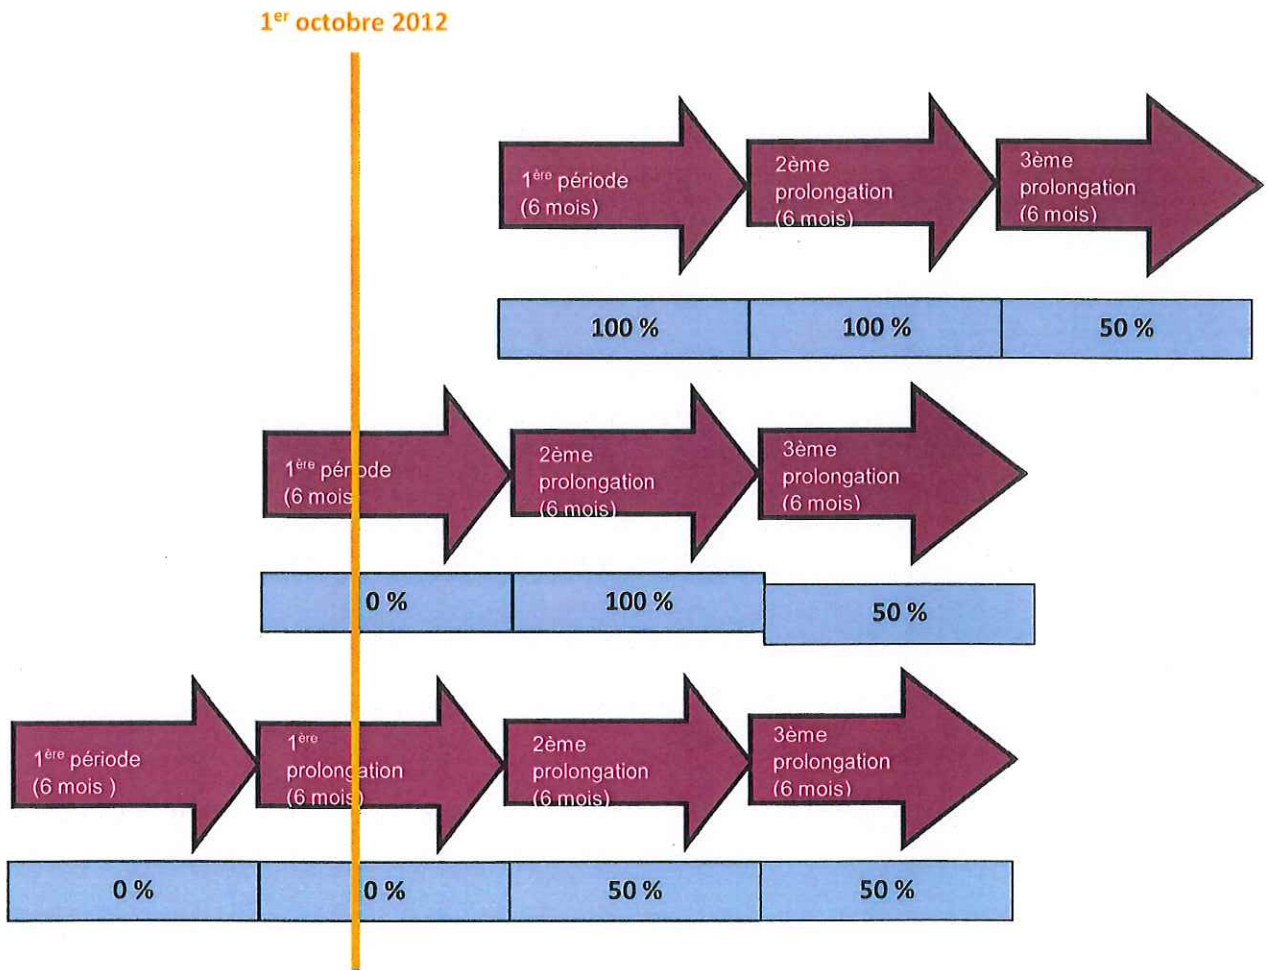 1er octobre 2012
1ère période
(6 mois)
2ème
prolongation
(6 mois)
3ème
prolongation
(6 mois)
100 %
100 %
50 %
1ère période
(6 mois
2ème
prolongation
(6 mois)
3ème
prolongation
(6 mois)
0 %
100 %
50 %
1ère période
(6 mois )
1ère
prolongation
(6 mois)
2ème
prolongation
(6 mois)
3ème
prolongation
(6 mois)
0 %
0 %
50 %
50 %